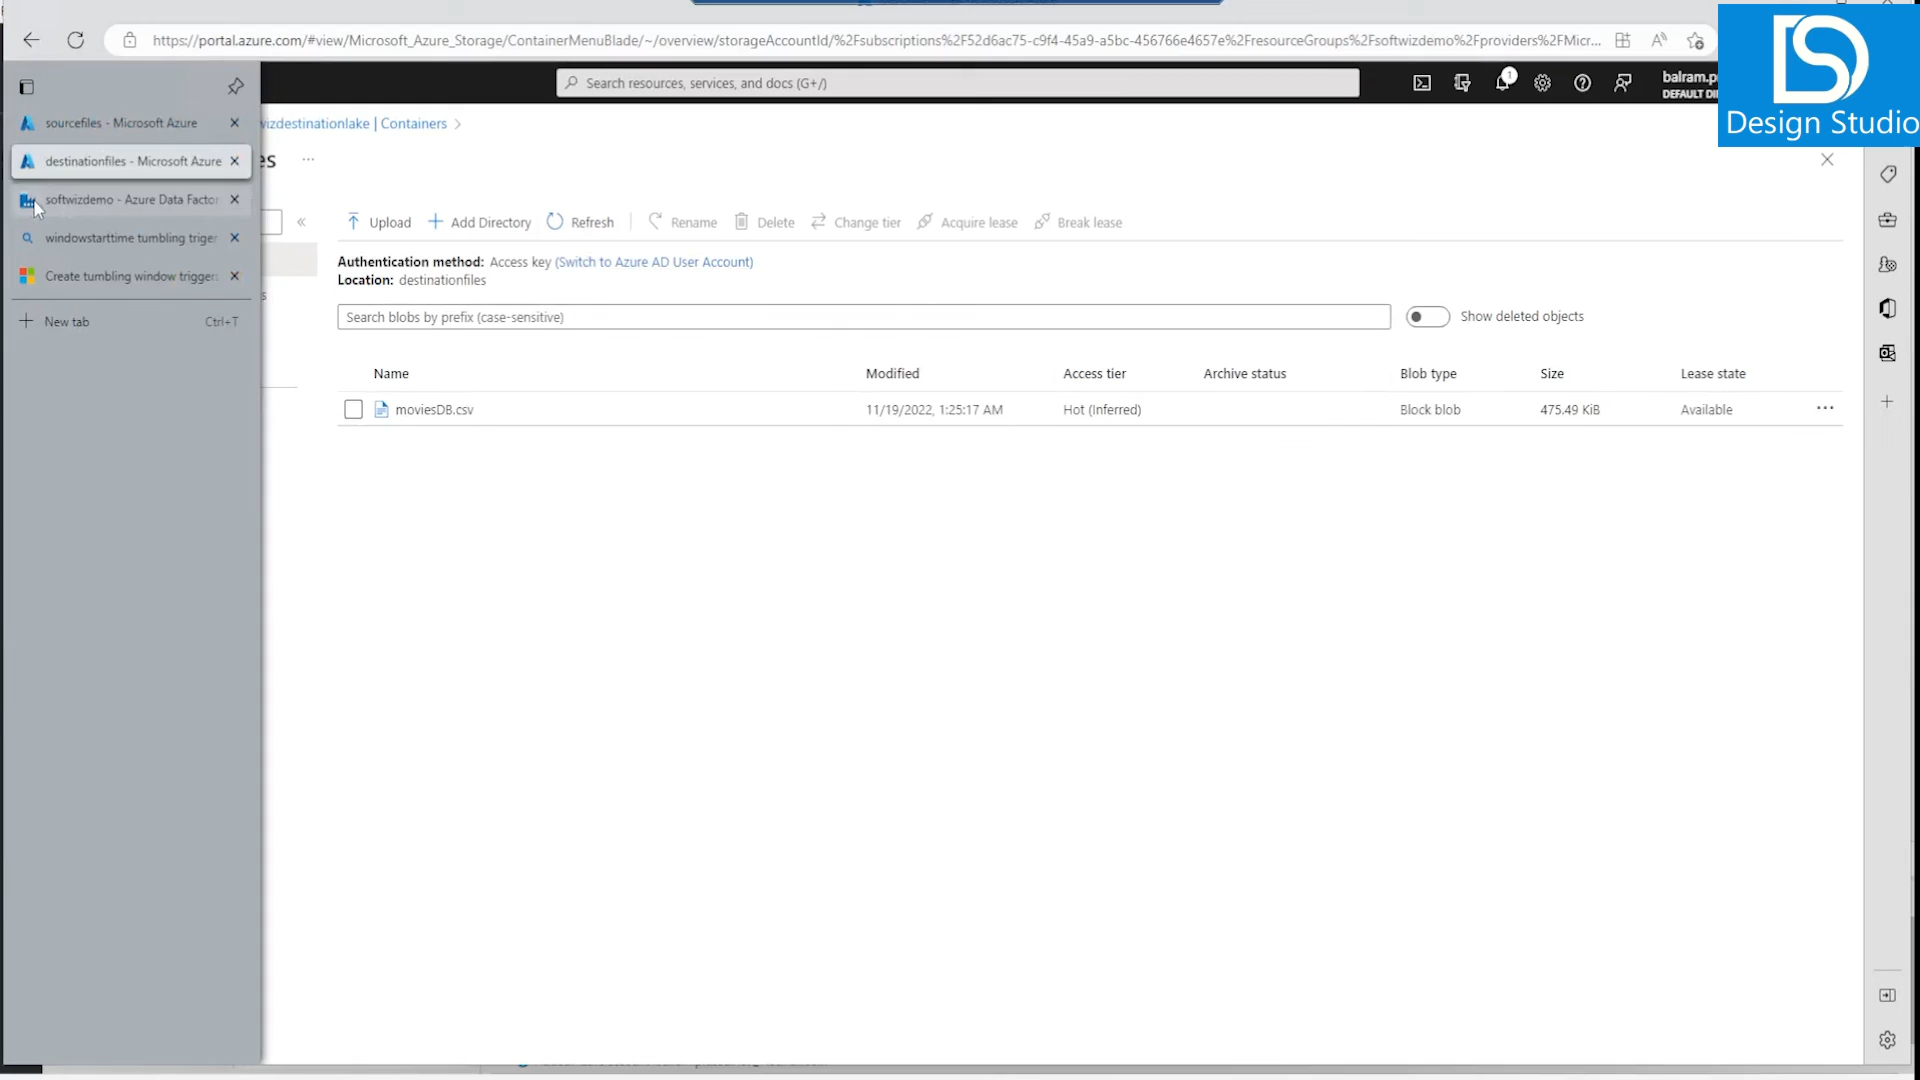 https://portal.azure.com/#view/Microsoft_Azure_Storage/ContainerMenuBlade/~/overview/storageAccountId/%2Fsubscriptions%2F52d6ac75-c9f4-45a9-a5bc-456766e4657e%2FresourceGroups%2Fsoftwizdemo%2Fproviders%2FMicr...
Search resources, services, and docs (G+/)
1
balram.p
DEFAULT DI
Design Studio
sourcefiles - Microsoft Azure
destinationfiles - Microsoft Azure
softwizdemo - Azure Data Factor
windowstarttime tumbling triger
Create tumbling window trigger
New tab Ctrl+T
wizdestinationlake | Containers
es
Upload Add Directory Refresh Rename Delete Change tier Acquire lease Break lease
Authentication method: Access key (Switch to Azure AD User Account)
Location: destinationfiles
Search blobs by prefix (case-sensitive) Show deleted objects
Name Modified Access tier Archive status Blob type Size Lease state
moviesDB.csv 11/19/2022, 1:25:17 AM Hot (Inferred) Block blob 475.49 KiB Available